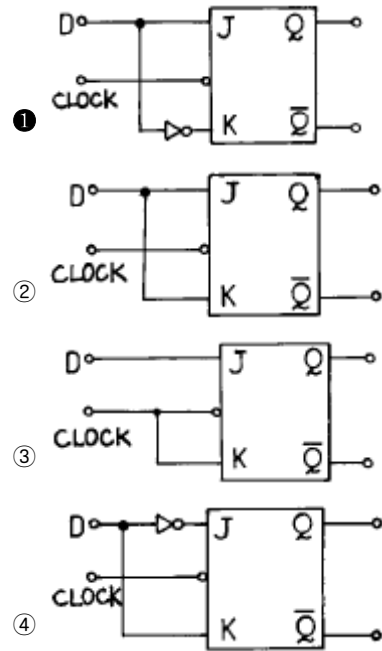 D J Q
CLOCK
❶ K Q̅
D J Q
CLOCK
② K Q̅
D J Q
CLOCK
③ K Q̅
D J Q
CLOCK
④ K Q̅